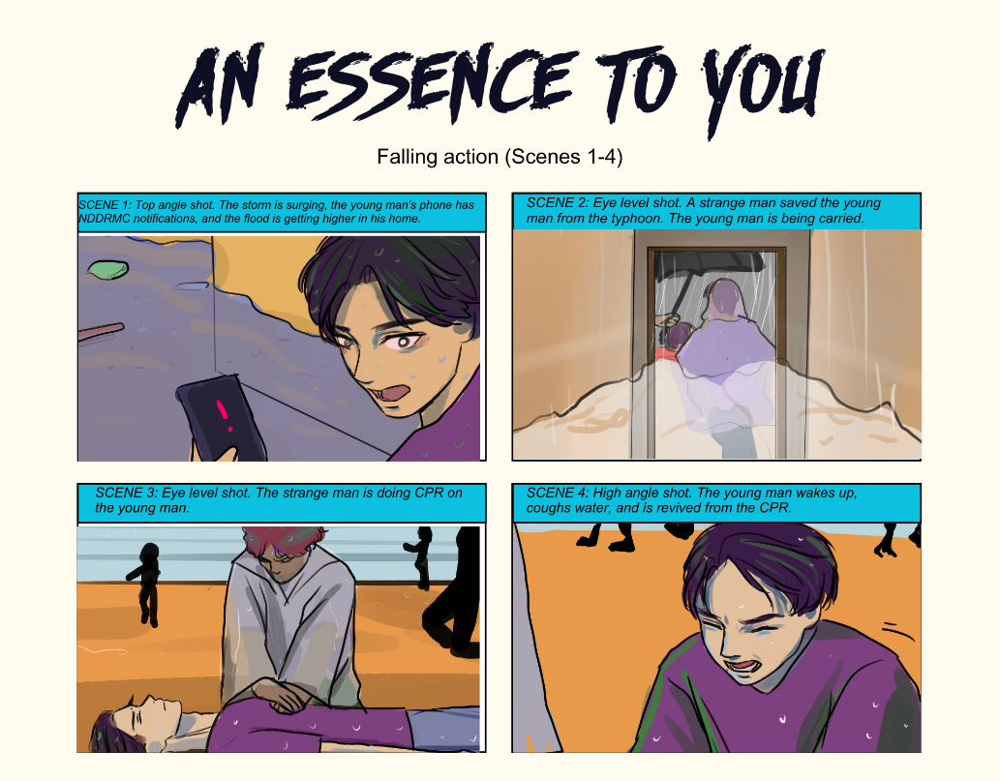 AN ESSENCE TO YOU
Falling action (Scenes 1-4)
SCENE 1: Top angle shot. The storm is surging, the young man's phone has
NDDRMC notifications, and the flood is getting higher in his home.
SCENE 2: Eye level shot. A strange man saved the young
man from the typhoon. The young man is being carried.
!
SCENE 3: Eye level shot. The strange man is doing CPR on
the young man.
SCENE 4: High angle shot. The young man wakes up,
coughs water, and is revived from the CPR.